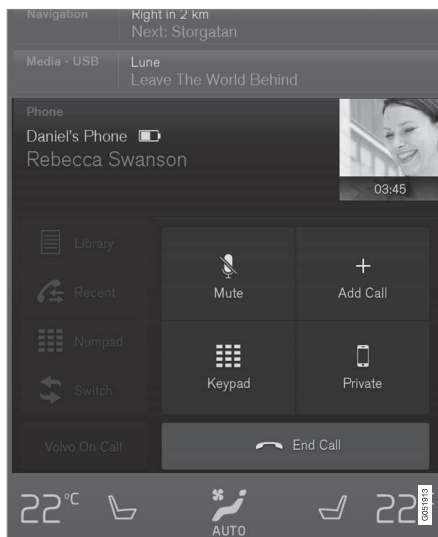 Navigation
Right in 2 km
Next: Storgatan
Media - USB
Lune
Leave The World Behind
Phone
Daniel's Phone
Rebecca Swanson
03:45
Library
Recent
Numpad
Switch
Volvo On Call
Mute
Add Call
Keypad
Private
End Call
22°C
AUTO
22
G051913